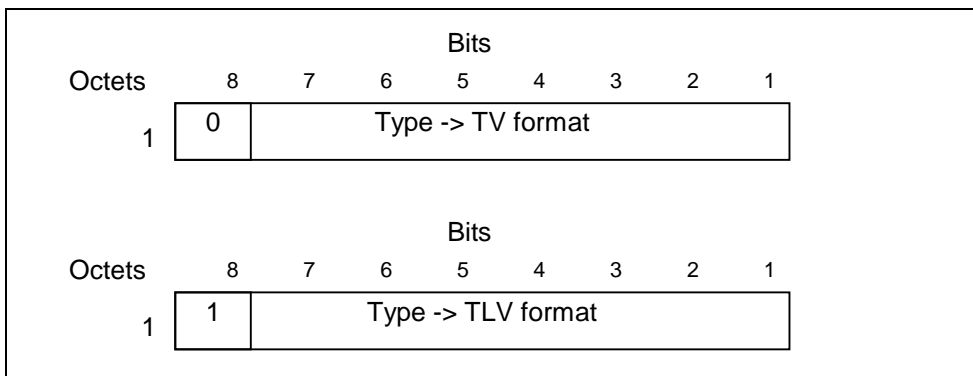 Bits
Octets 8 7 6 5 4 3 2 1
1 0 Type -> TV format
Bits
Octets 8 7 6 5 4 3 2 1
1 1 Type -> TLV format